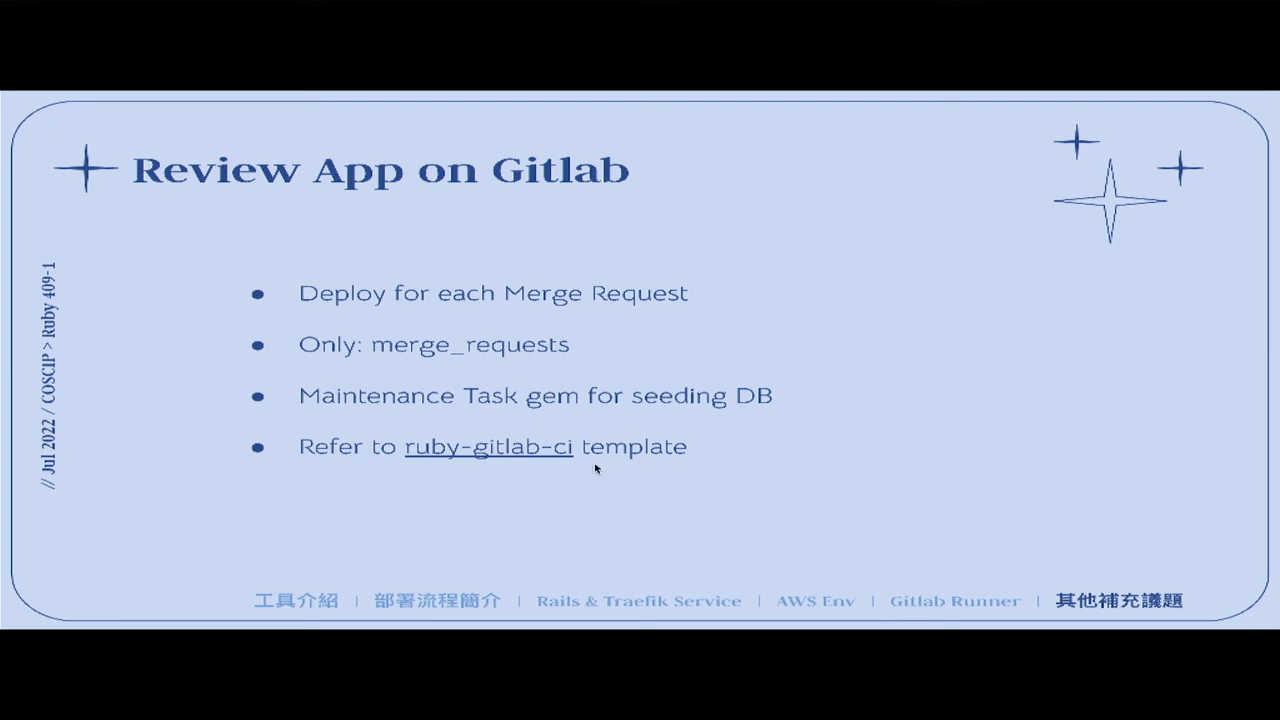 Review App on Gitlab
// Jul 2022 / COSCIP > Ruby 409-1
Deploy for each Merge Request
Only: merge_requests
Maintenance Task gem for seeding DB
Refer to ruby-gitlab-ci template
工具介紹 | 部署流程簡介 | Rails & Traefik Service | AWS Env | Gitlab Runner | 其他補充議題